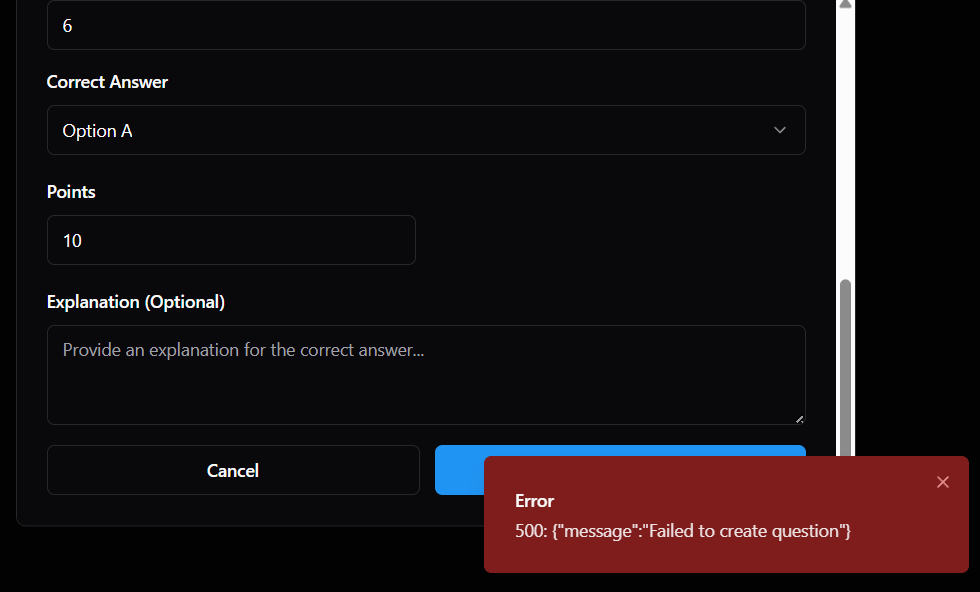 6
Correct Answer
Option A
Points
10
Explanation (Optional)
Provide an explanation for the correct answer...
Cancel
Error
500: {"message":"Failed to create question"}